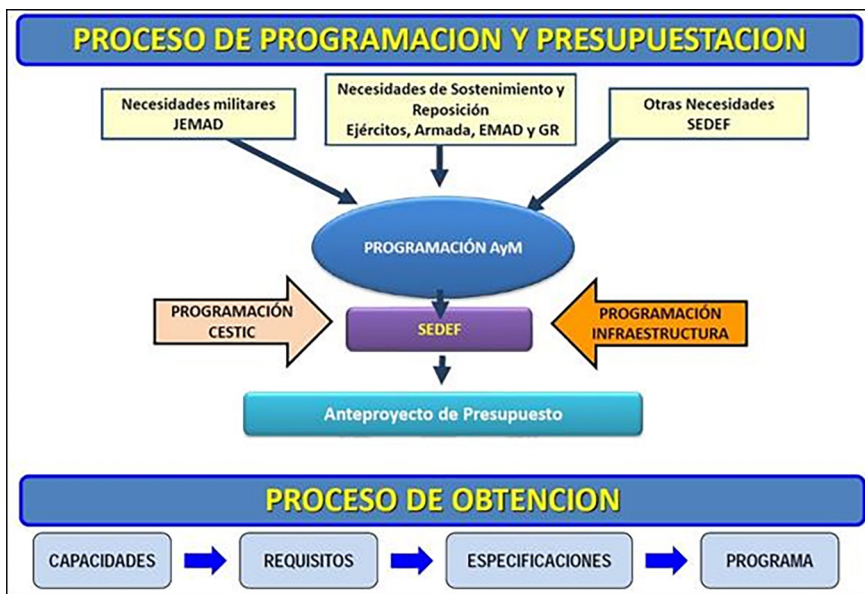 PROCESO DE PROGRAMACION Y PRESUPUESTACION
Necesidades militares
JEMAD
Necesidades de Sostenimiento y
Reposición
Ejércitos, Armada, EMAD y GR
Otras Necesidades
SEDEF
PROGRAMACIÓN AyM
PROGRAMACIÓN
CESTIC
SEDEF
PROGRAMACIÓN
INFRAESTRUCTURA
Anteproyecto de Presupuesto
PROCESO DE OBTENCION
CAPACIDADES
REQUISITOS
ESPECIFICACIONES
PROGRAMA